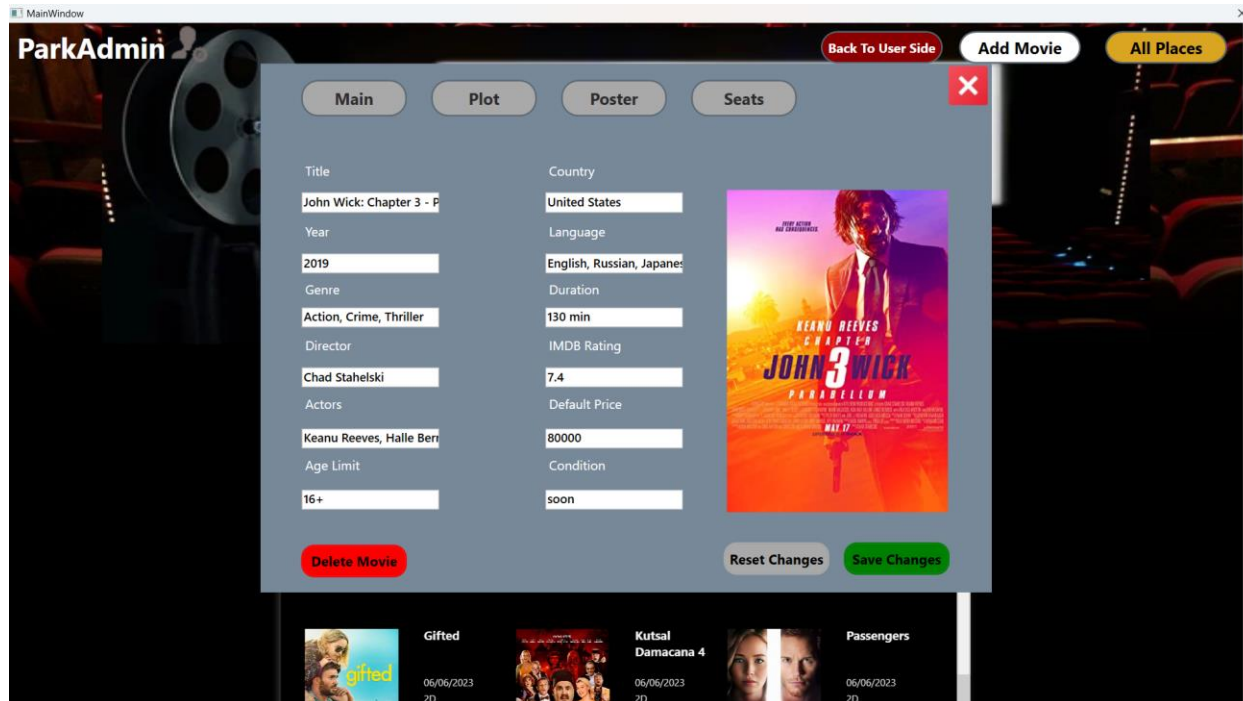 MainWindow
ParkAdmin
Back To User Side
Add Movie
All Places
Main
Plot
Poster
Seats
Title
Country
John Wick: Chapter 3 - P
United States
Year
Language
2019
English, Russian, Japanes
Genre
Duration
Action, Crime, Thriller
130 min
Director
IMDB Rating
Chad Stahelski
7.4
Actors
Default Price
Keanu Reeves, Halle Berr
80000
Age Limit
Condition
16+
soon
EVERY ACTION
HAS CONSEQUENCES
KEANU REEVES
CHAPTER
JOHN 3 WICK
PARABELLUM
MAY 17
Delete Movie
Reset Changes
Save Changes
gifted
Gifted
06/06/2023
2D
Kutsal
Damacana 4
06/06/2023
2D
Passengers
06/06/2023
2D